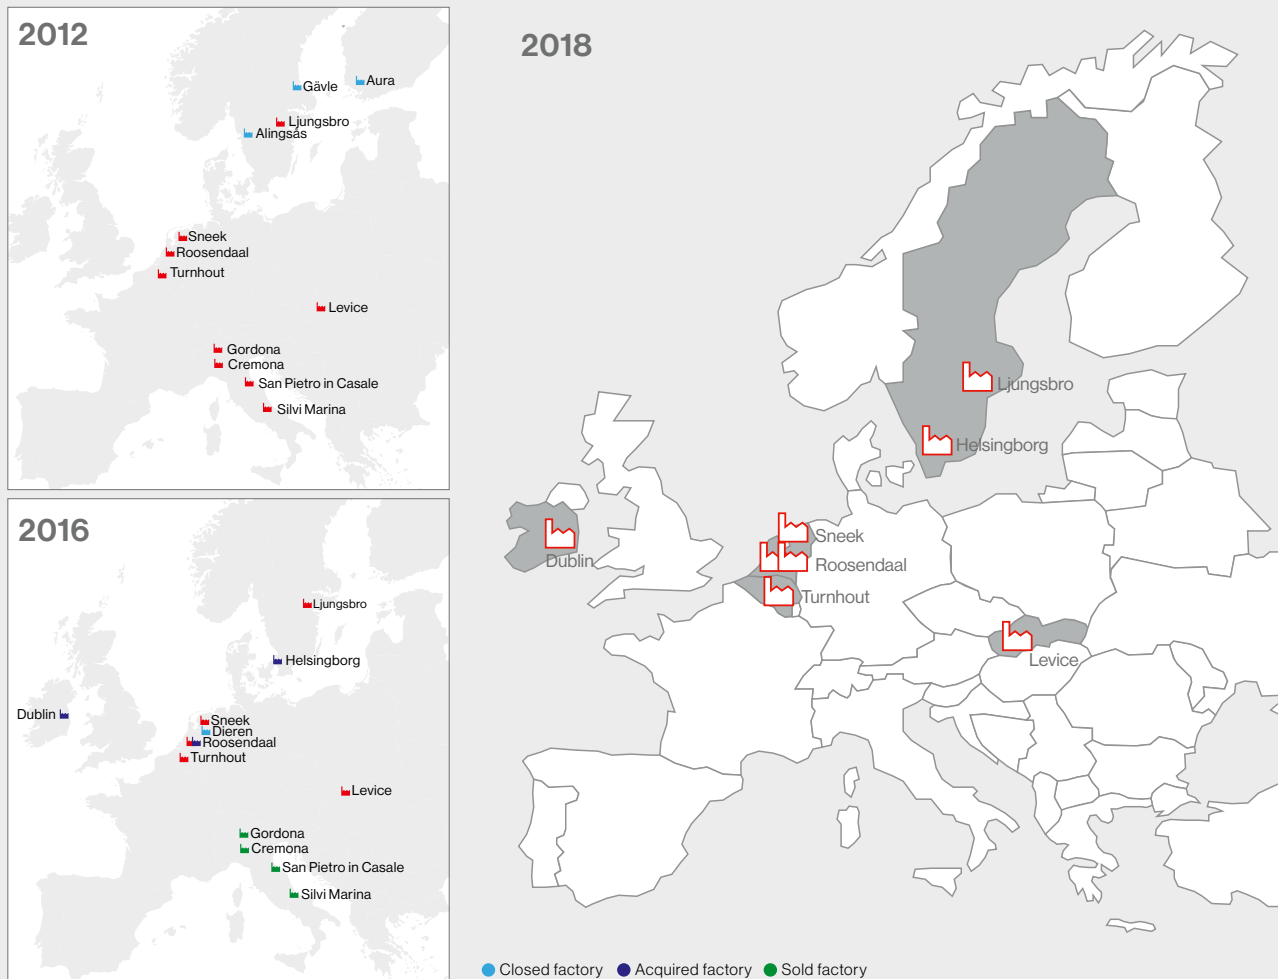 2012
Gävle
Aura
Ljungsbro
Alingsås
Sneek
Roosendaal
Turnhout
Levice
Gordona
Cremona
San Pietro in Casale
Silvi Marina
2016
Ljungsbro
Helsingborg
Dublin
Sneek
Dieren
Roosendaal
Turnhout
Levice
Gordona
Cremona
San Pietro in Casale
Silvi Marina
2018
Ljungsbro
Helsingborg
Sneek
Dublin
Roosendaal
Turnhout
Levice
Closed factory Acquired factory Sold factory